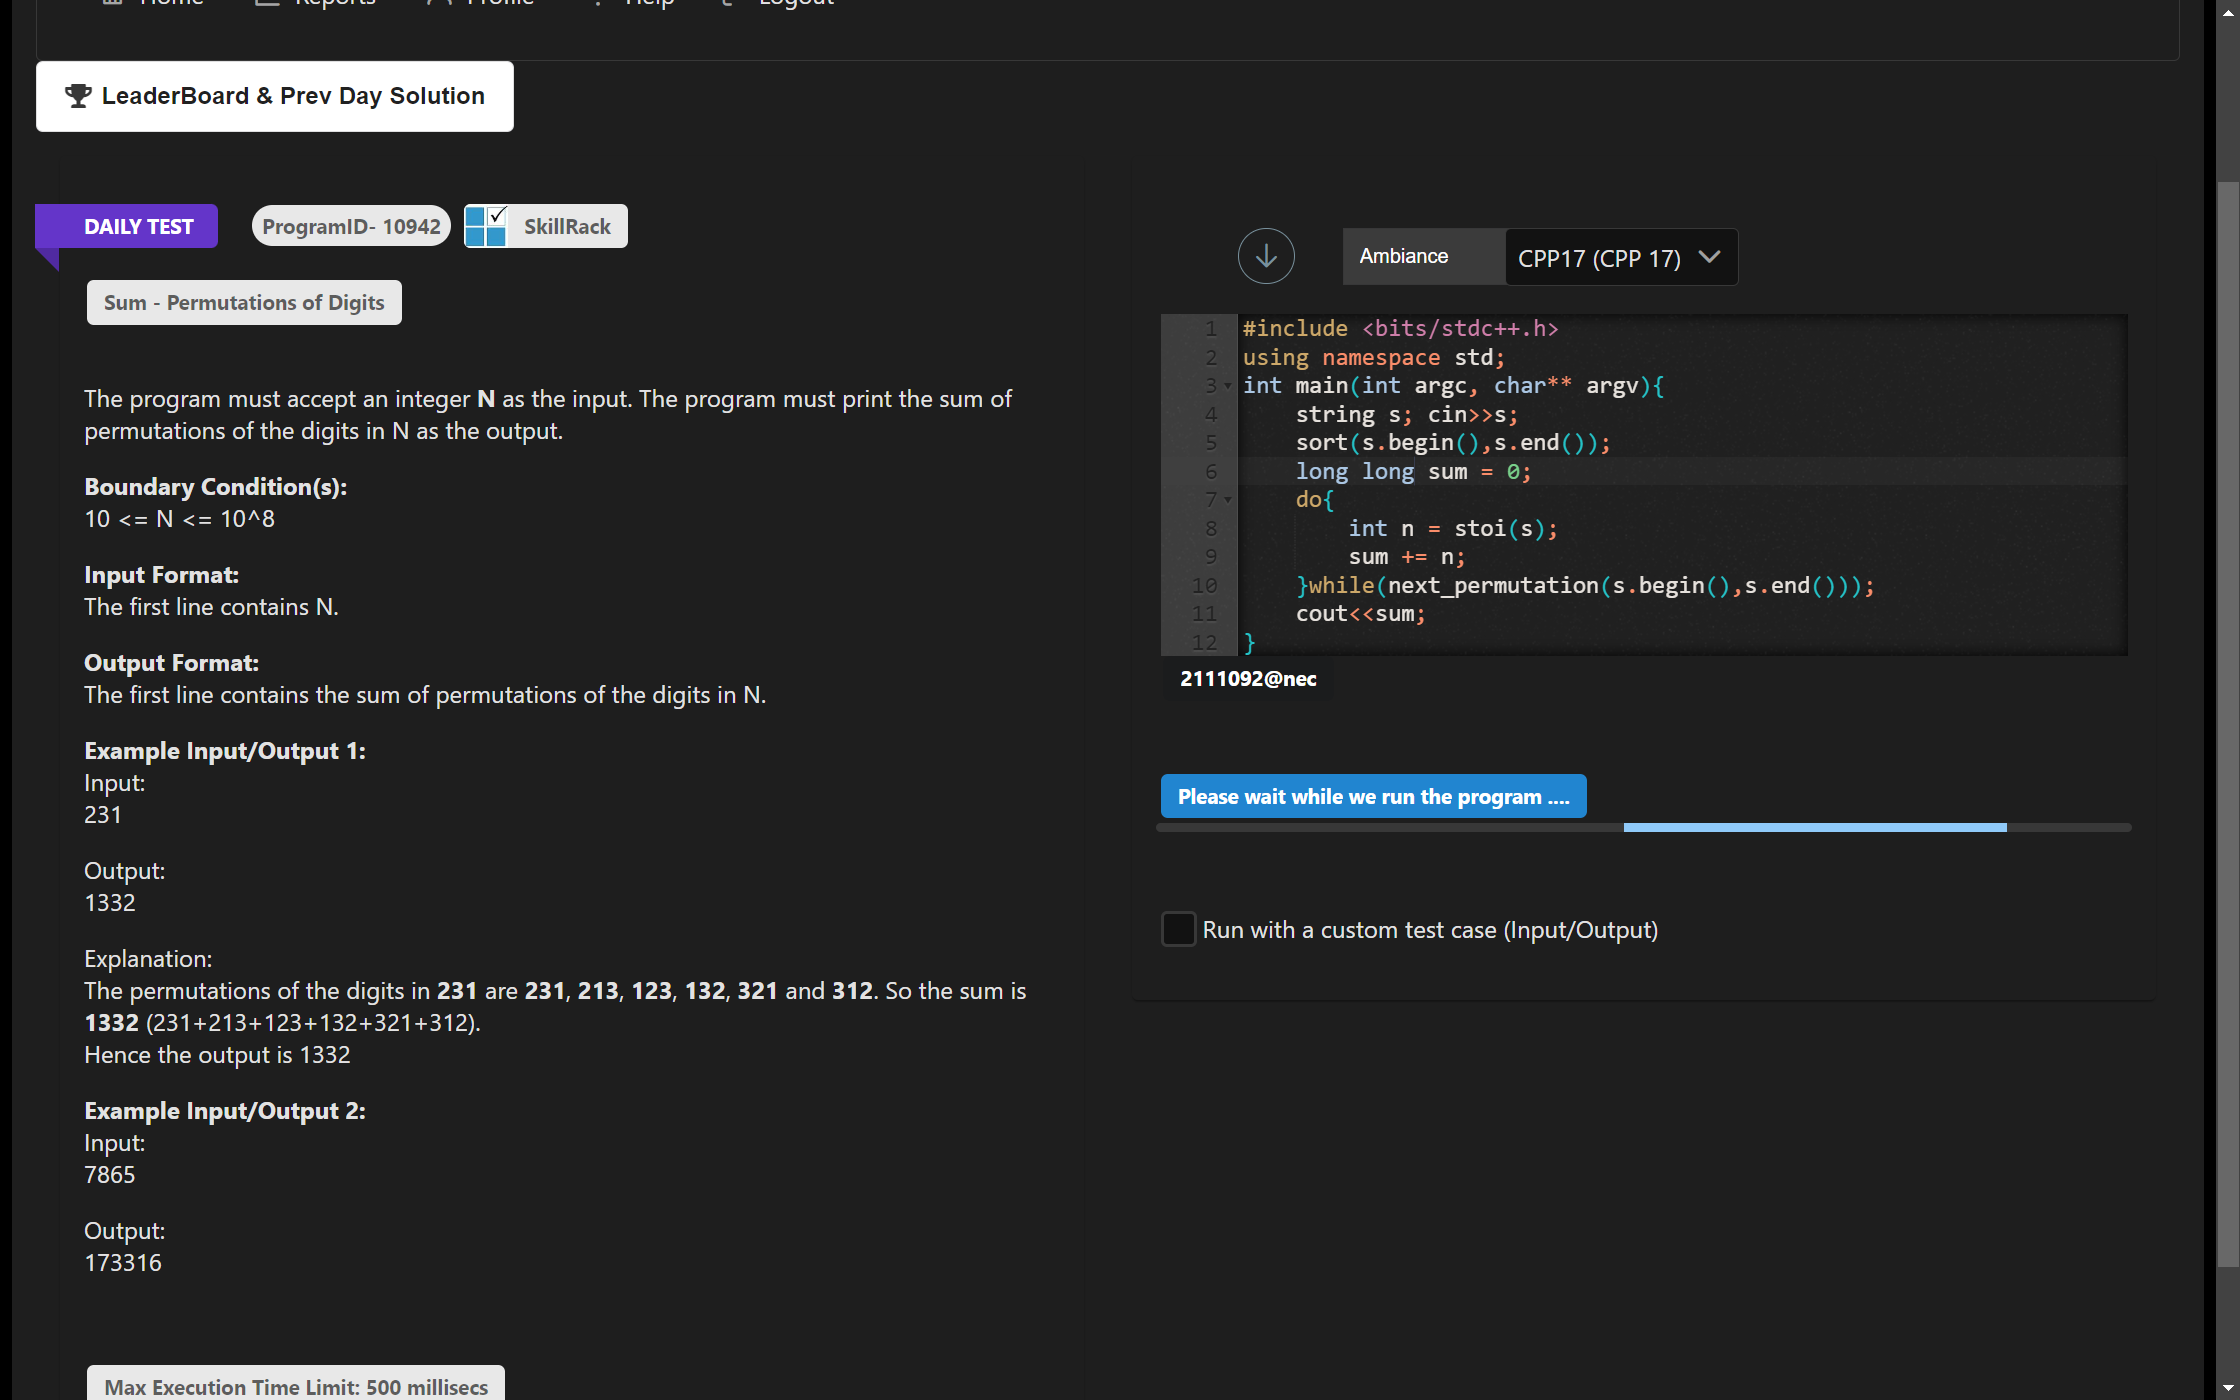 Home Reports Profile Help Logout
LeaderBoard & Prev Day Solution
DAILY TEST
ProgramID- 10942
SkillRack
Sum - Permutations of Digits
The program must accept an integer N as the input. The program must print the sum of
permutations of the digits in N as the output.
Boundary Condition(s):
10 <= N <= 10^8
Input Format:
The first line contains N.
Output Format:
The first line contains the sum of permutations of the digits in N.
Example Input/Output 1:
Input:
231
Output:
1332
Explanation:
The permutations of the digits in 231 are 231, 213, 123, 132, 321 and 312. So the sum is
1332 (231+213+123+132+321+312).
Hence the output is 1332
Example Input/Output 2:
Input:
7865
Output:
173316
Max Execution Time Limit: 500 millisecs
Ambiance
CPP17 (CPP 17)
1 #include <bits/stdc++.h>
2 using namespace std;
3 int main(int argc, char** argv){
4 string s; cin>>s;
5 sort(s.begin(),s.end());
6 long long sum = 0;
7 do{
8 int n = stoi(s);
9 sum += n;
10 }while(next_permutation(s.begin(),s.end()));
11 cout<<sum;
12 }
2111092@nec
Please wait while we run the program ....
Run with a custom test case (Input/Output)